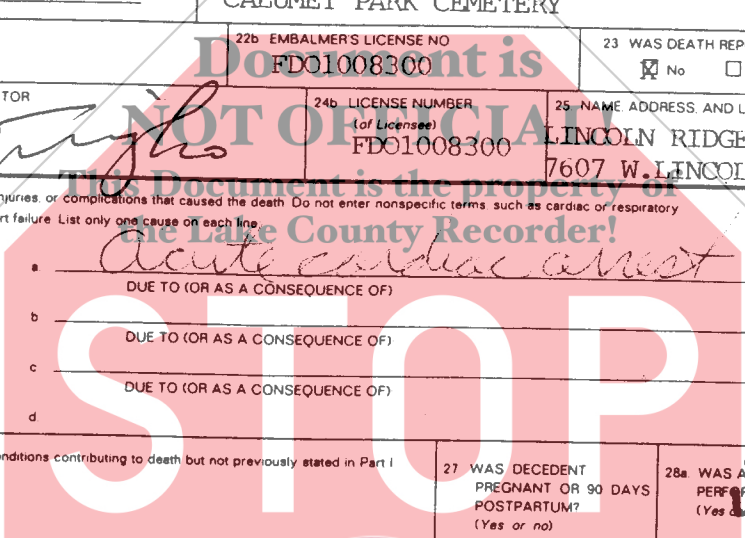 CALUMET PARK CEMETERY
22b EMBALMER'S LICENSE NO
FDO1008300
23 WAS DEATH REP
No
Document is
TOR
24b LICENSE NUMBER
(of Licensee)
FDO1008300
25 NAME, ADDRESS, AND L
LINCOLN RIDGE
7607 W. LINCOL
NOT OFFICIAL!
This Document is the property of
the Lake County Recorder!
njuries, or complications that caused the death Do not enter nonspecific terms, such as cardiac or respiratory
rt failure List only one cause on each line
a acute cardiac arrest
DUE TO (OR AS A CONSEQUENCE OF)
b
DUE TO (OR AS A CONSEQUENCE OF)
c
DUE TO (OR AS A CONSEQUENCE OF)
d
STOP
nditions contributing to death but not previously stated in Part I
27 WAS DECEDENT
PREGNANT OR 90 DAYS
POSTPARTUM?
(Yes or no)
28a. WAS A
PERFOR
(Yes